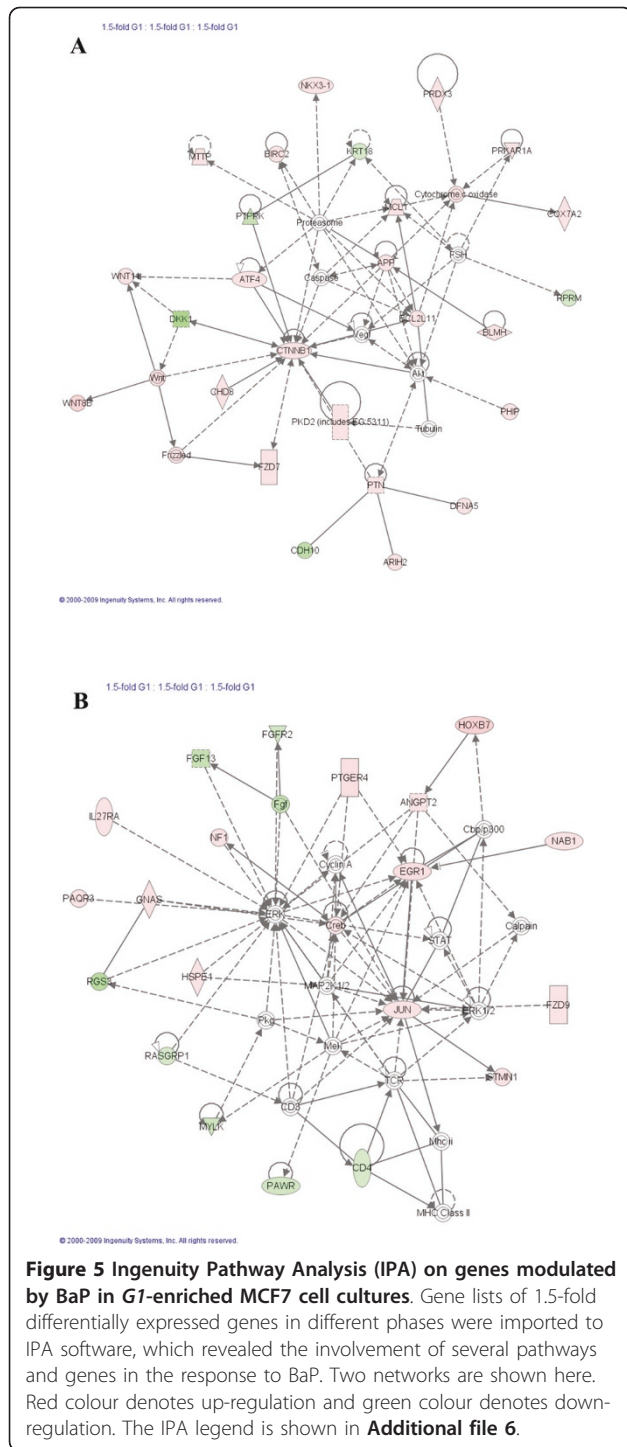 1.5-fold G1 : 1.5-fold G1 : 1.5-fold G1
A
NKX3-1
PRDX3
MTTP
BIRC2
KRT18
PRKAR1A
Cytochrome c oxidase
MCL1
COX7A2
PTPRK
Proteasome
FSH
APP
Caspase
ATF4
WNT11
RPRM
BCL2L11
DKK1
Vegf
BLMH
CTNNB1
Akt
Wnt
CHD8
WNT8B
PHIP
PKD2 (includes EG:5311)
Tubulin
Frizzled
FZD7
PTN
DFNA5
CDH10
ARIH2
© 2000-2009 Ingenuity Systems, Inc. All rights reserved.
1.5-fold G1 : 1.5-fold G1 : 1.5-fold G1
B
HOXB7
FGFR2
FGF13
PTGER4
Fgf
ANGPT2
IL27RA
Cbp/p300
NF1
NAB1
Cyclin A
EGR1
PAQR3
GNAS
ERK
Creb
Calpain
STAT
RGS3
HSPE1
MAP2K1/2
JUN
ERK1/2
FZD9
Pkg
Mek
RASGRP1
TCR
STMN1
CD3
MYLK
Mhc ii
CD4
PAWR
MHC Class II
© 2000-2009 Ingenuity Systems, Inc. All rights reserved.
Figure 5 Ingenuity Pathway Analysis (IPA) on genes modulated
by BaP in G1-enriched MCF7 cell cultures. Gene lists of 1.5-fold
differentially expressed genes in different phases were imported to
IPA software, which revealed the involvement of several pathways
and genes in the response to BaP. Two networks are shown here.
Red colour denotes up-regulation and green colour denotes down-
regulation. The IPA legend is shown in Additional file 6.